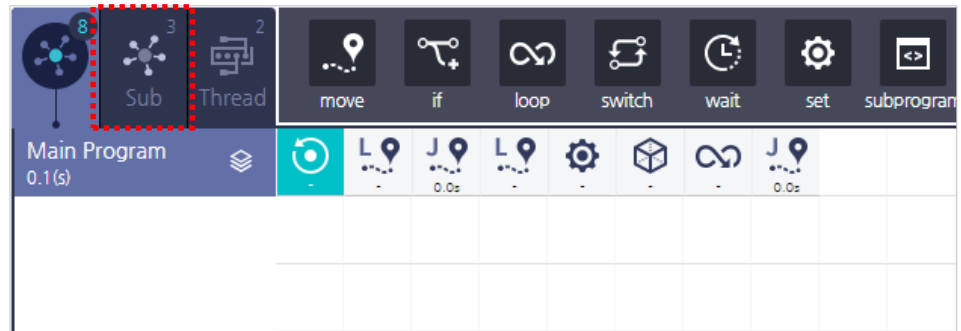 8
3
2
Sub
Thread
move
if
loop
switch
wait
set
subprogram
Main Program
0.1(s)
L
J
L
J
-
-
0.0s
-
-
-
-
0.0s